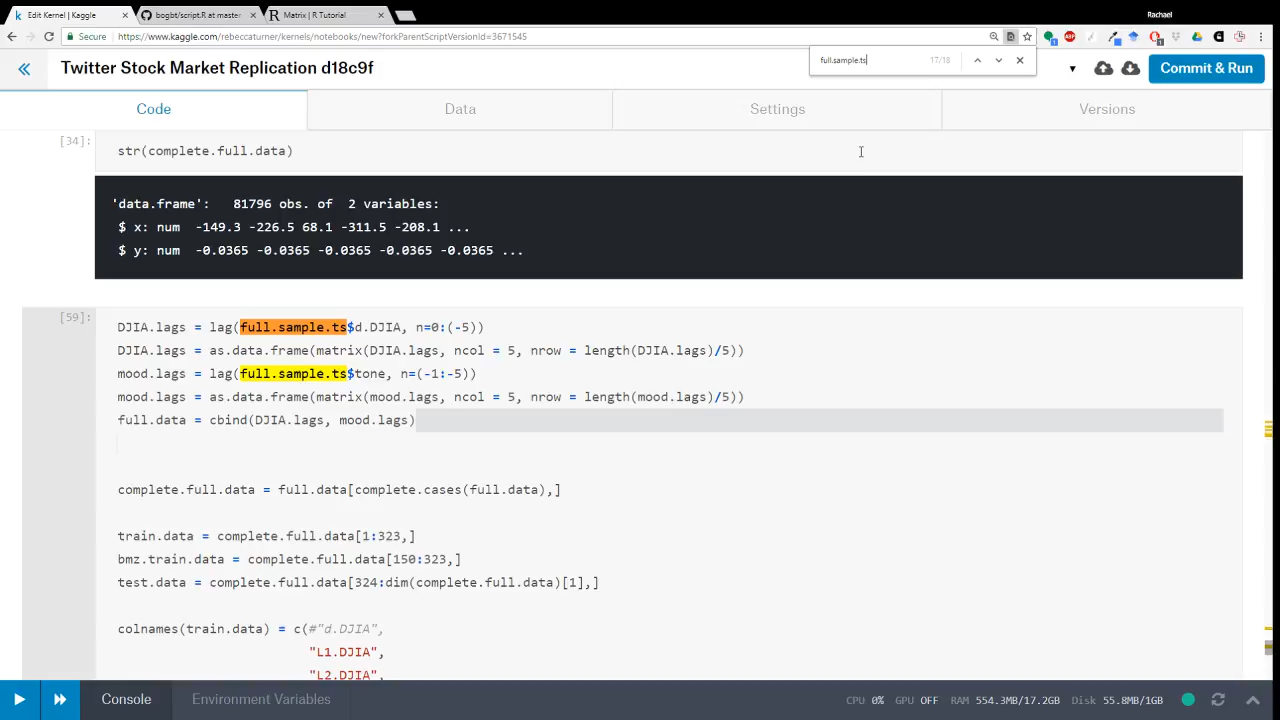 Edit Kernel | Kaggle
bogbt/script.R at master
Matrix | R Tutorial
Rachael
Secure
https://www.kaggle.com/rebeccaturner/kernels/notebooks/new?forkParentScriptVersionId=3671545
full.sample.ts 17/18
Twitter Stock Market Replication d18c9f
Commit & Run
Code
Data
Settings
Versions
[34]:
str(complete.full.data)
'data.frame': 81796 obs. of 2 variables:
$ x: num -149.3 -226.5 68.1 -311.5 -208.1 ...
$ y: num -0.0365 -0.0365 -0.0365 -0.0365 -0.0365 ...
[59]:
DJIA.lags = lag(full.sample.ts$d.DJIA, n=0:(-5))
DJIA.lags = as.data.frame(matrix(DJIA.lags, ncol = 5, nrow = length(DJIA.lags)/5))
mood.lags = lag(full.sample.ts$tone, n=(-1:-5))
mood.lags = as.data.frame(matrix(mood.lags, ncol = 5, nrow = length(mood.lags)/5))
full.data = cbind(DJIA.lags, mood.lags)
complete.full.data = full.data[complete.cases(full.data),]
train.data = complete.full.data[1:323,]
bmz.train.data = complete.full.data[150:323,]
test.data = complete.full.data[324:dim(complete.full.data)[1],]
colnames(train.data) = c(#"d.DJIA",
"L1.DJIA",
"L2.DJIA",
Console
Environment Variables
CPU 0% GPU OFF RAM 554.3MB/17.2GB Disk 55.8MB/1GB